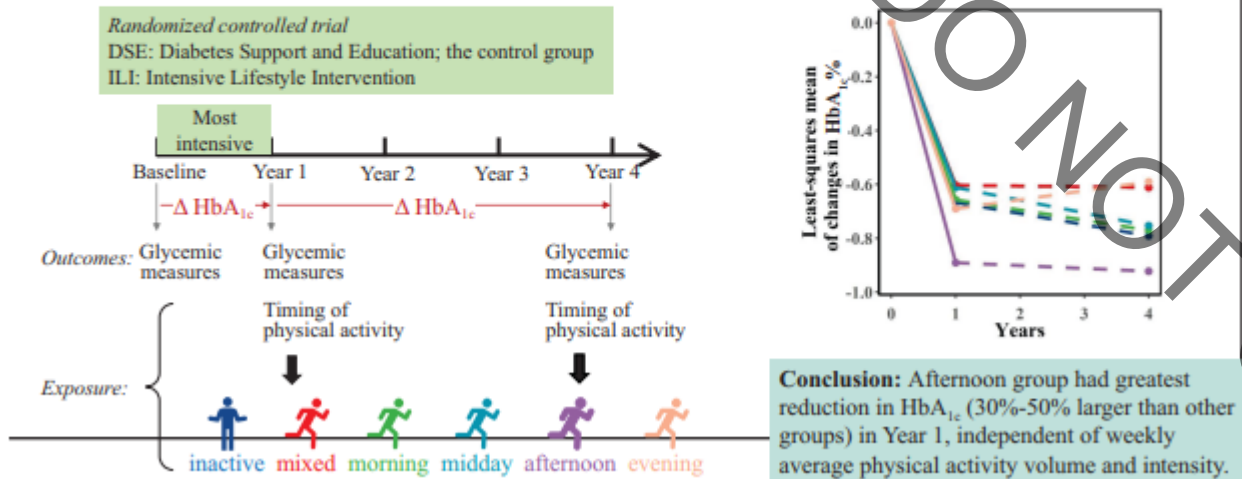 Randomized controlled trial
DSE: Diabetes Support and Education; the control group
ILI: Intensive Lifestyle Intervention
Most
intensive
Baseline Year 1 Year 2 Year 3 Year 4
Δ HbA1c Δ HbA1c
Outcomes: Glycemic Glycemic Glycemic
measures measures measures
Timing of Timing of
physical activity physical activity
Exposure:
inactive mixed morning midday afternoon evening
Least-squares mean
of changes in HbA1c%
0.0
-0.2
-0.4
-0.6
-0.8
-1.0
0 1 2 3 4
Years
DO NOT
Conclusion: Afternoon group had greatest
reduction in HbA1c (30%-50% larger than other
groups) in Year 1, independent of weekly
average physical activity volume and intensity.